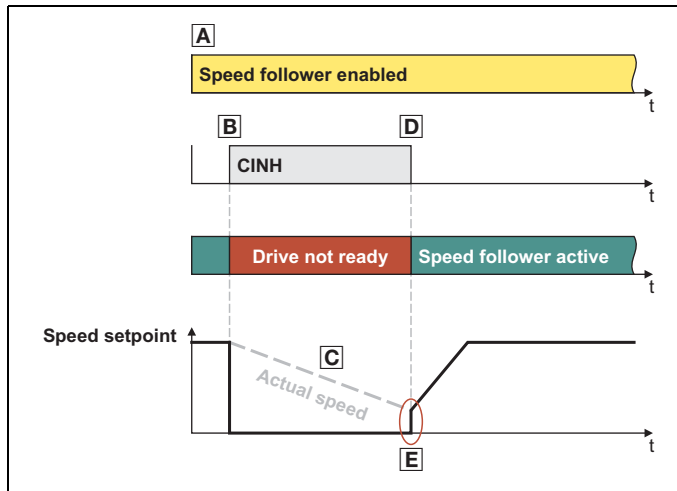 A
Speed follower enabled
t
B
D
CINH
t
Drive not ready
Speed follower active
t
Speed setpoint
C
Actual speed
t
E